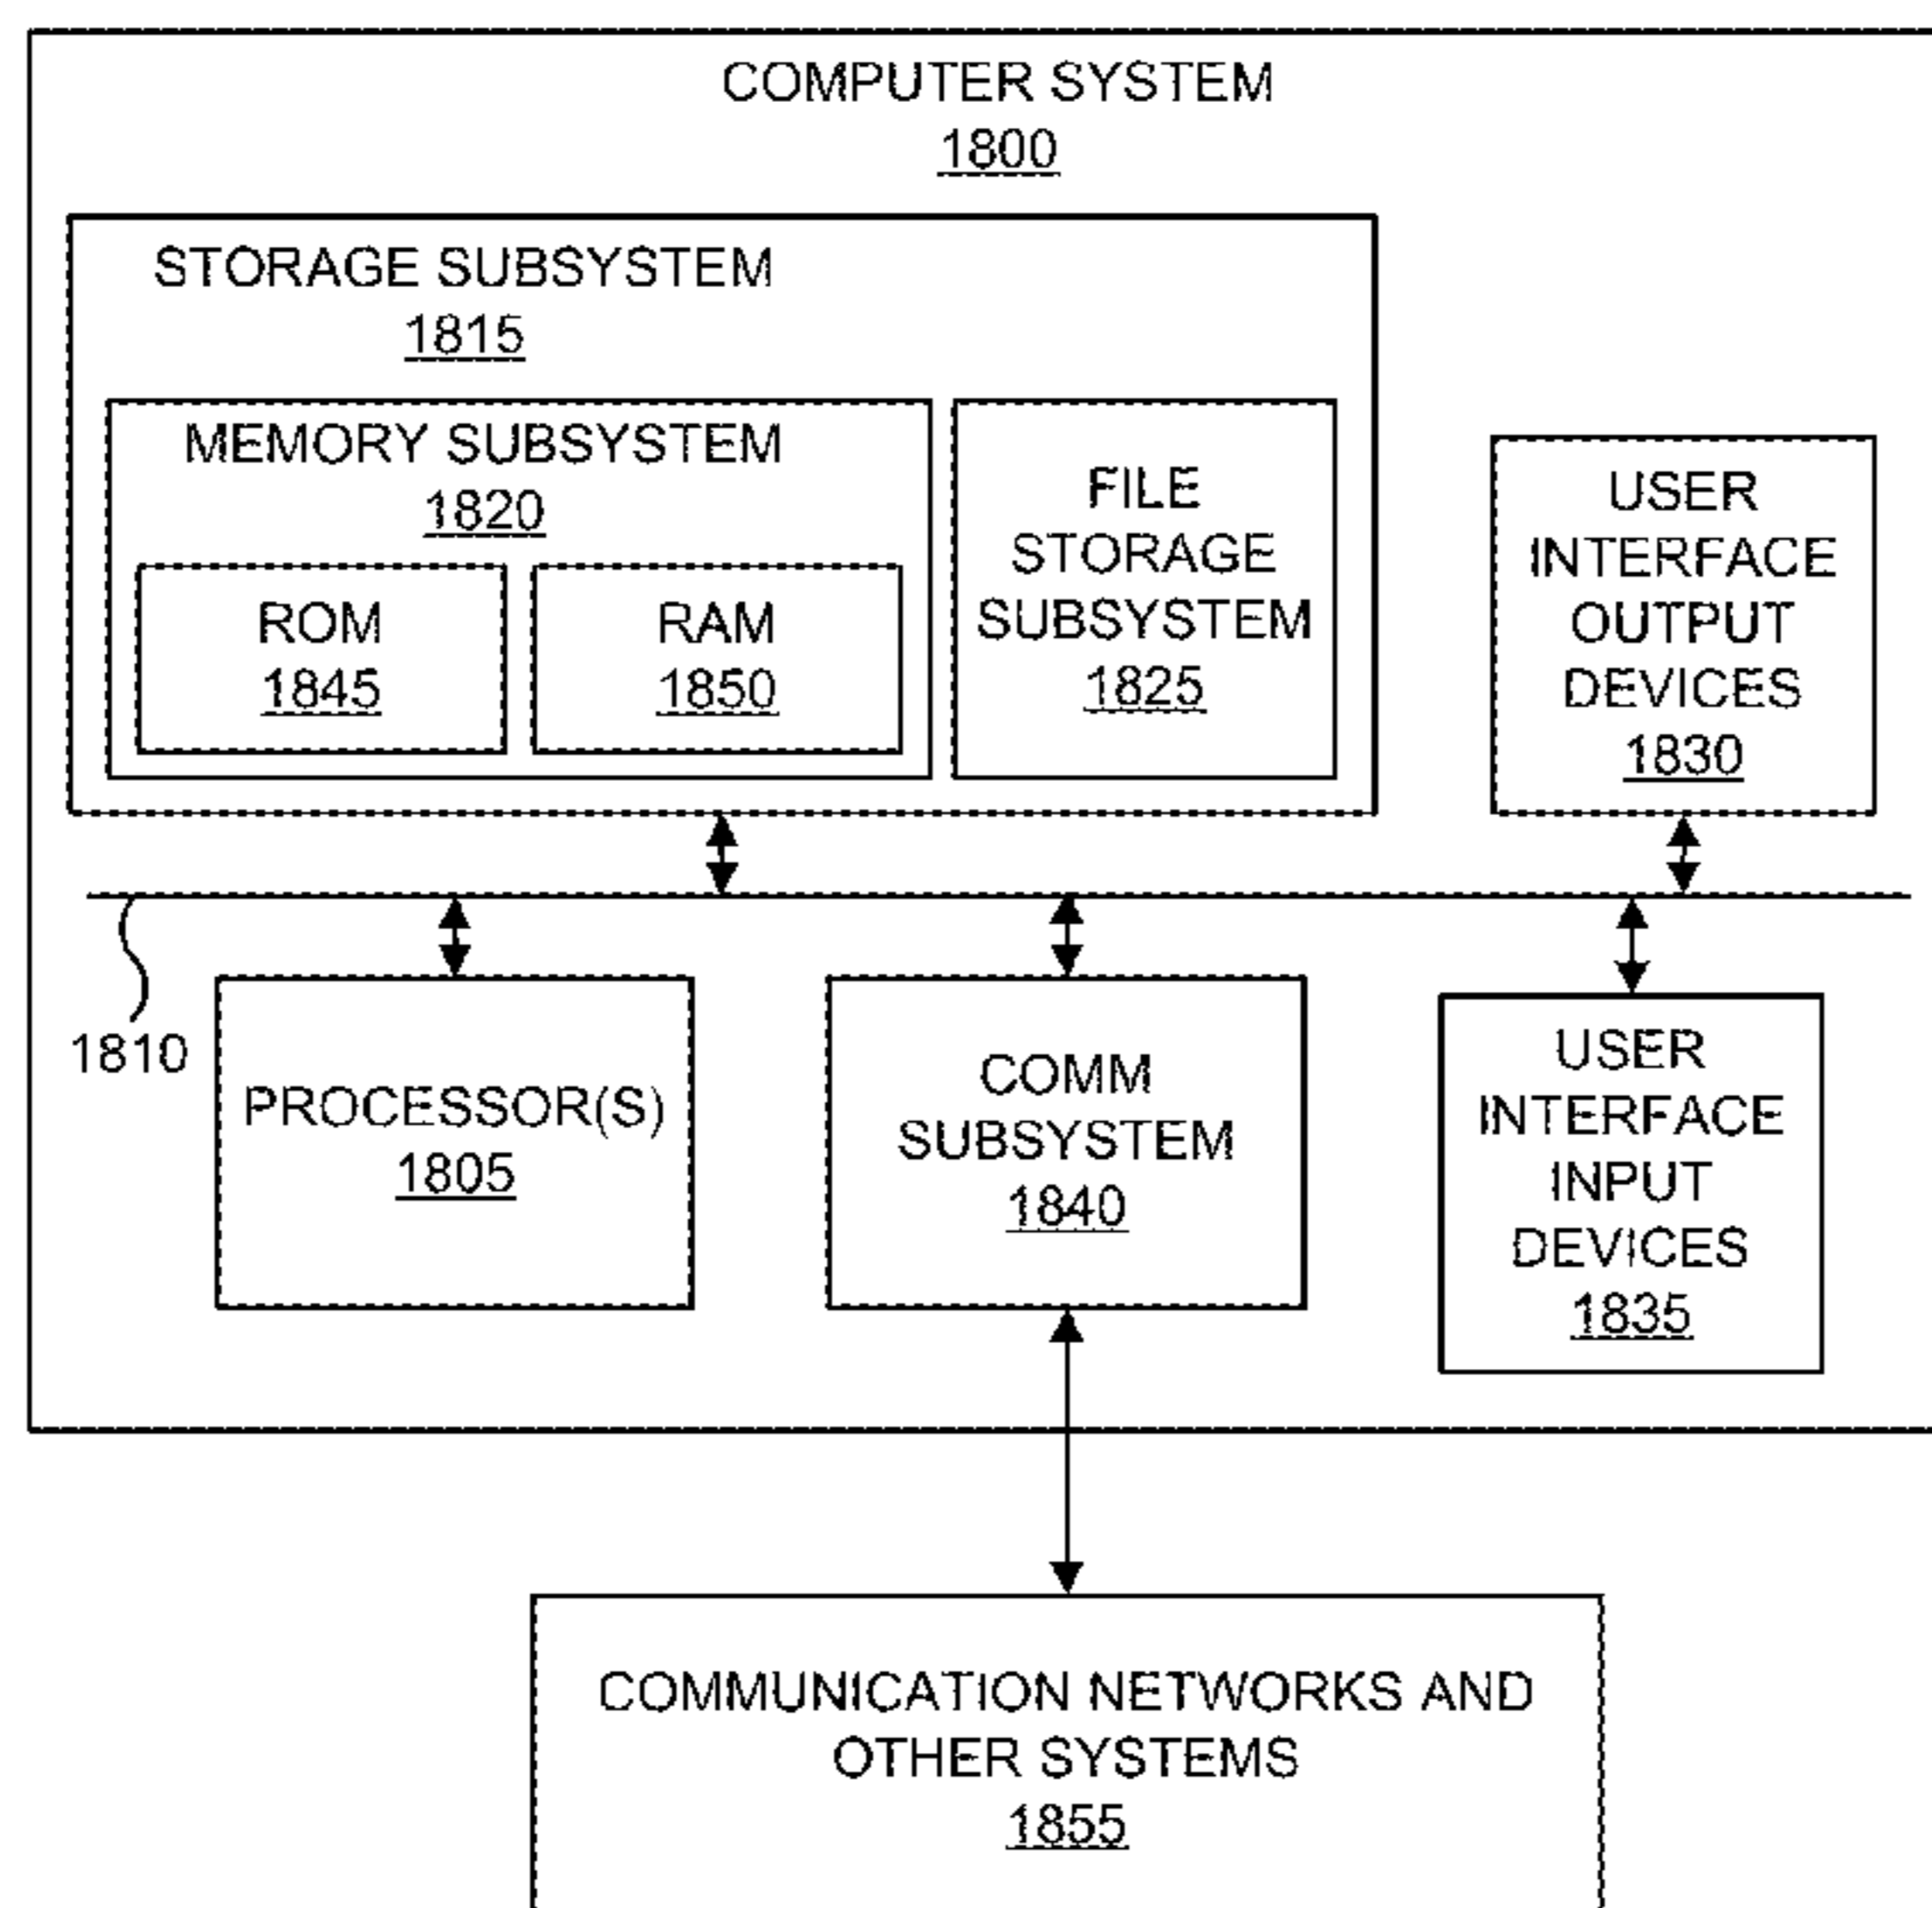 COMPUTER SYSTEM
1800
STORAGE SUBSYSTEM
1815
MEMORY SUBSYSTEM
1820
ROM
1845
RAM
1850
FILE
STORAGE
SUBSYSTEM
1825
USER
INTERFACE
OUTPUT
DEVICES
1830
1810
PROCESSOR(S)
1805
COMM
SUBSYSTEM
1840
USER
INTERFACE
INPUT
DEVICES
1835
COMMUNICATION NETWORKS AND
OTHER SYSTEMS
1855